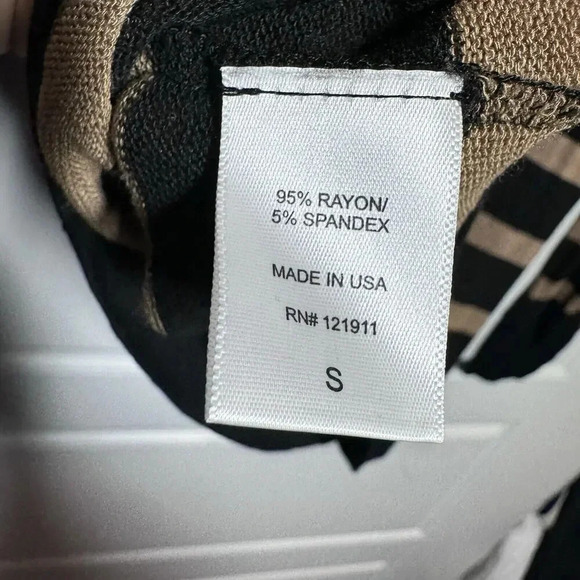 95% RAYON/
5% SPANDEX
MADE IN USA
RN# 121911
S